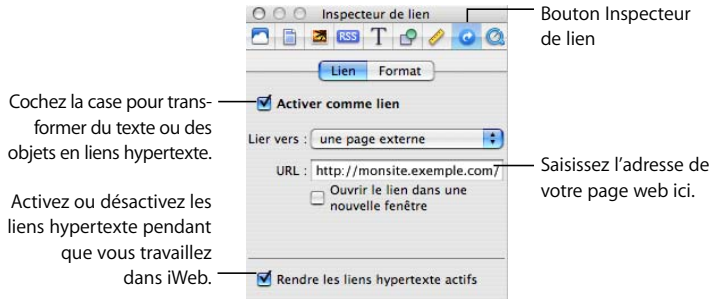 Inspecteur de lien
RSS
T
Bouton Inspecteur
de lien
Lien
Format
Cochez la case pour trans-
former du texte ou des
objets en liens hypertexte.
Activer comme lien
Lier vers : une page externe
URL : http://monsite.exemple.com/
Ouvrir le lien dans une
nouvelle fenêtre
Saisissez l’adresse de
votre page web ici.
Activez ou désactivez les
liens hypertexte pendant
que vous travaillez
dans iWeb.
Rendre les liens hypertexte actifs